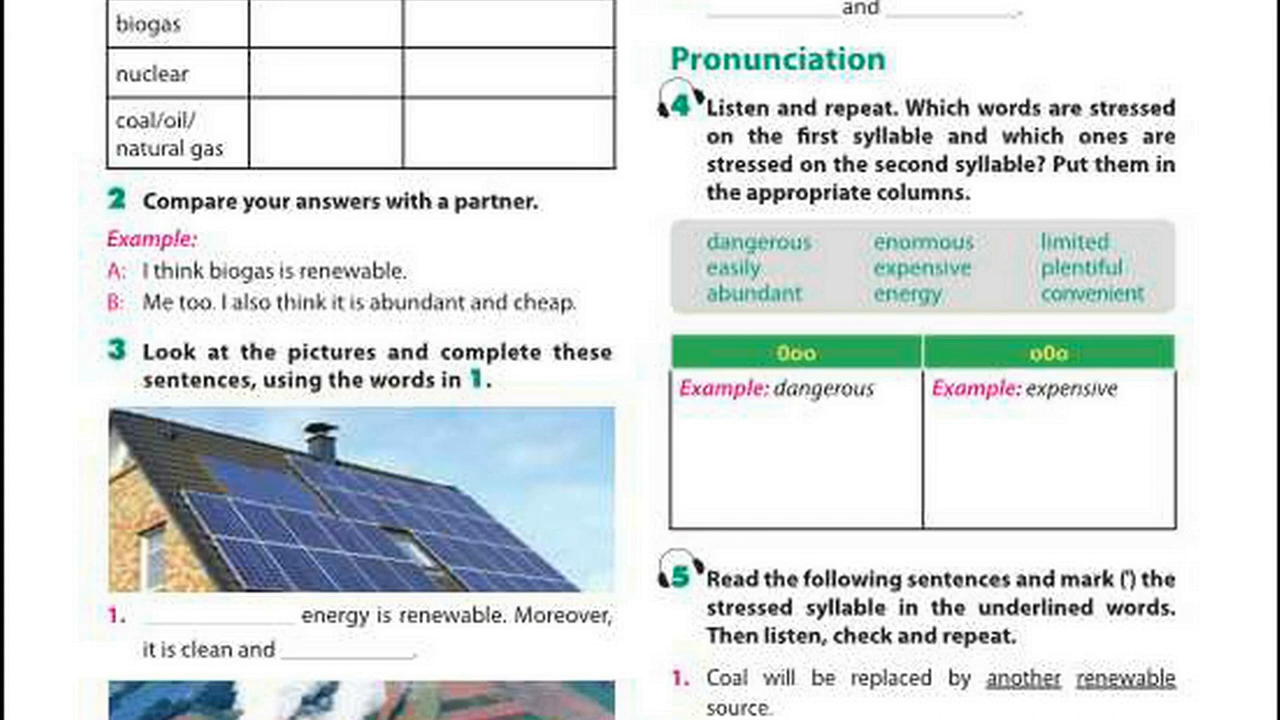 biogas
nuclear
coal/oil/
natural gas
2 Compare your answers with a partner.
Example:
A: I think biogas is renewable.
B: Me too. I also think it is abundant and cheap.
3 Look at the pictures and complete these
sentences, using the words in 1.
1. ____________ energy is renewable. Moreover,
it is clean and ____________.
____________ and ____________.
Pronunciation
4 Listen and repeat. Which words are stressed
on the first syllable and which ones are
stressed on the second syllable? Put them in
the appropriate columns.
dangerous enormous limited
easily expensive plentiful
abundant energy convenient
Ooo oOo
Example: dangerous Example: expensive
5 Read the following sentences and mark (') the
stressed syllable in the underlined words.
Then listen, check and repeat.
1. Coal will be replaced by another renewable
source.